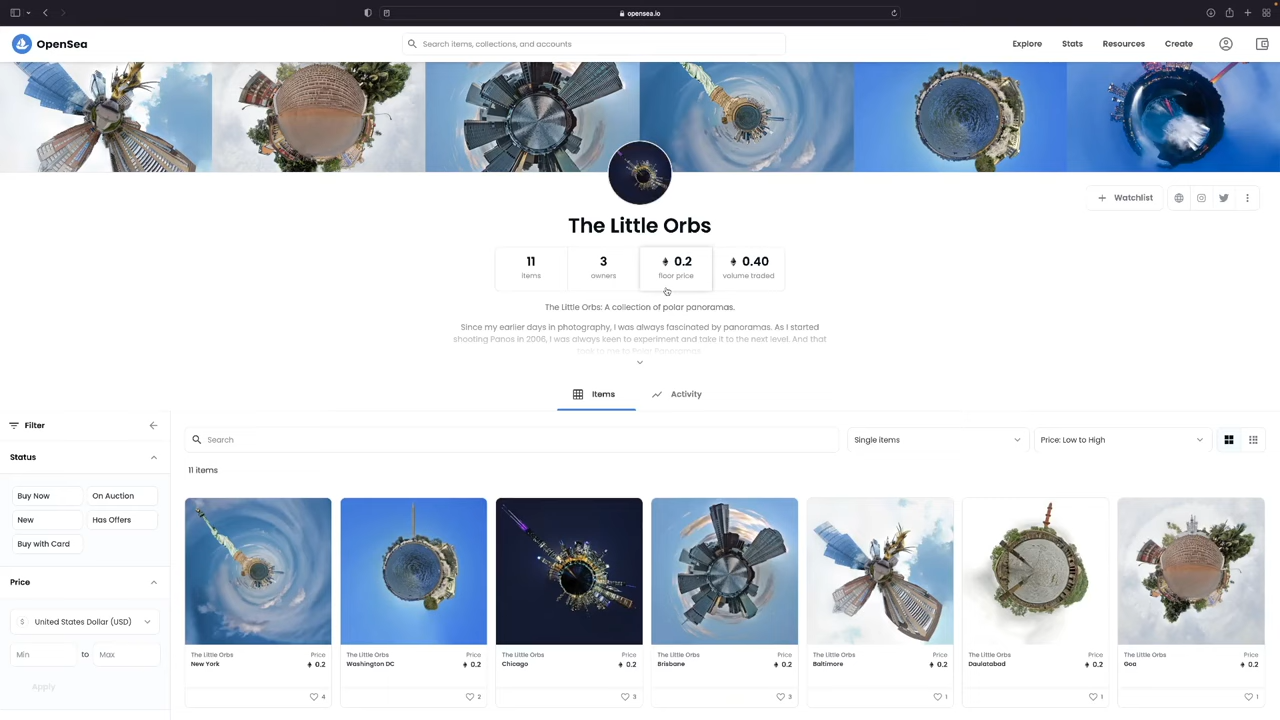 opensea.io
OpenSea
Search items, collections, and accounts
Explore
Stats
Resources
Create
Watchlist
The Little Orbs
11
items
3
owners
0.2
floor price
0.40
volume traded
The Little Orbs: A collection of polar panoramas.
Since my earlier days in photography, I was always fascinated by panoramas. As I started
shooting Panos in 2006, I was always keen to experiment and take it to the next level. And that
took to me to Polar Panoramas.
Items
Activity
Filter
Search
Single items
Price: Low to High
Status
11 items
Buy Now
On Auction
New
Has Offers
Buy with Card
Price
$ United States Dollar (USD)
Min
to
Max
Apply
The Little Orbs Price
New York 0.2
4
The Little Orbs Price
Washington DC 0.2
2
The Little Orbs Price
Chicago 0.2
3
The Little Orbs Price
Brisbane 0.2
3
The Little Orbs Price
Baltimore 0.2
1
The Little Orbs Price
Daulatabad 0.2
1
The Little Orbs Price
Goa 0.2
1